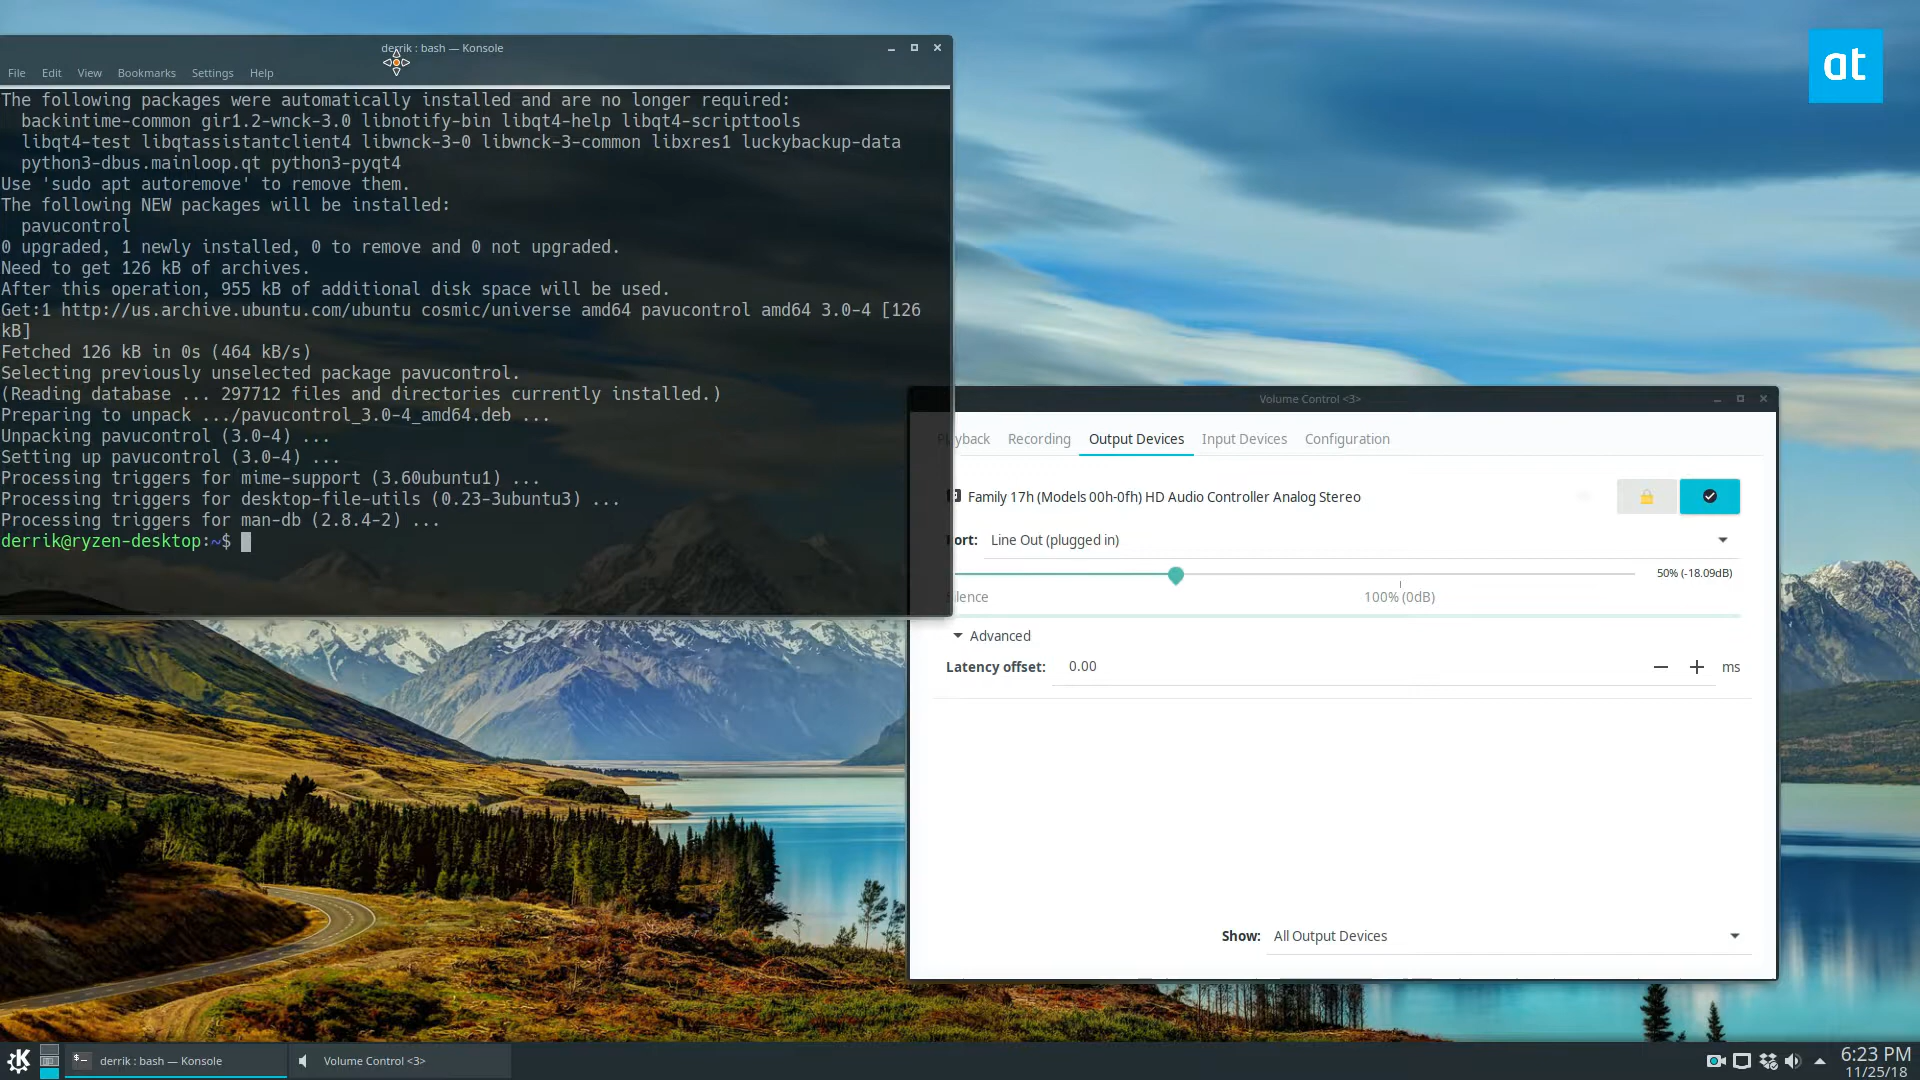 derrik : bash — Konsole
File Edit View Bookmarks Settings Help
The following packages were automatically installed and are no longer required:
backintime-common gir1.2-wnck-3.0 libnotify-bin libqt4-help libqt4-scripttools
libqt4-test libqtassistantclient4 libwnck-3-0 libwnck-3-common libxres1 luckybackup-data
python3-dbus.mainloop.qt python3-pyqt4
Use 'sudo apt autoremove' to remove them.
The following NEW packages will be installed:
pavucontrol
0 upgraded, 1 newly installed, 0 to remove and 0 not upgraded.
Need to get 126 kB of archives.
After this operation, 955 kB of additional disk space will be used.
Get:1 http://us.archive.ubuntu.com/ubuntu cosmic/universe amd64 pavucontrol amd64 3.0-4 [126
kB]
Fetched 126 kB in 0s (464 kB/s)
Selecting previously unselected package pavucontrol.
(Reading database ... 297712 files and directories currently installed.)
Preparing to unpack .../pavucontrol_3.0-4_amd64.deb ...
Unpacking pavucontrol (3.0-4) ...
Setting up pavucontrol (3.0-4) ...
Processing triggers for mime-support (3.60ubuntu1) ...
Processing triggers for desktop-file-utils (0.23-3ubuntu3) ...
Processing triggers for man-db (2.8.4-2) ...
derrik@ryzen-desktop:~$
at
Volume Control <3>
Playback Recording Output Devices Input Devices Configuration
Family 17h (Models 00h-0fh) HD Audio Controller Analog Stereo
Port: Line Out (plugged in)
50% (-18.09dB)
Silence 100% (0dB)
Advanced
Latency offset: 0.00 ms
Show: All Output Devices
derrik : bash — Konsole
Volume Control <3>
6:23 PM
11/25/18